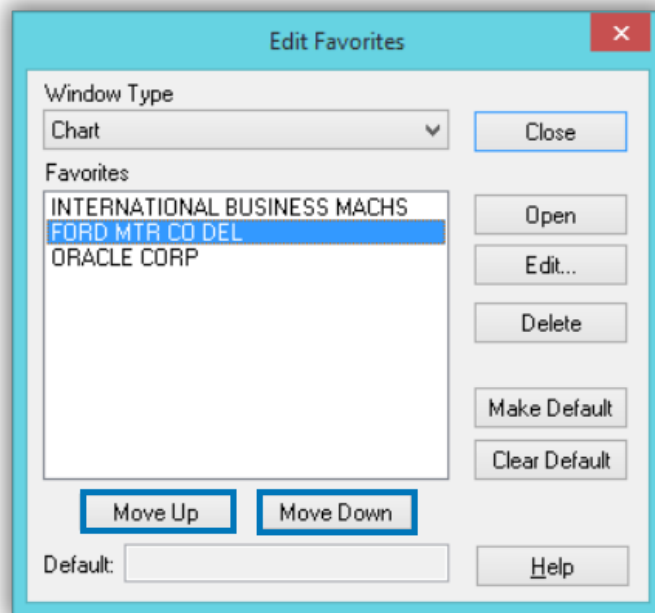 Edit Favorites
Window Type
Chart
Close
Favorites
INTERNATIONAL BUSINESS MACHS
FORD MTR CO DEL
ORACLE CORP
Open
Edit...
Delete
Make Default
Clear Default
Move Up Move Down
Default:
Help